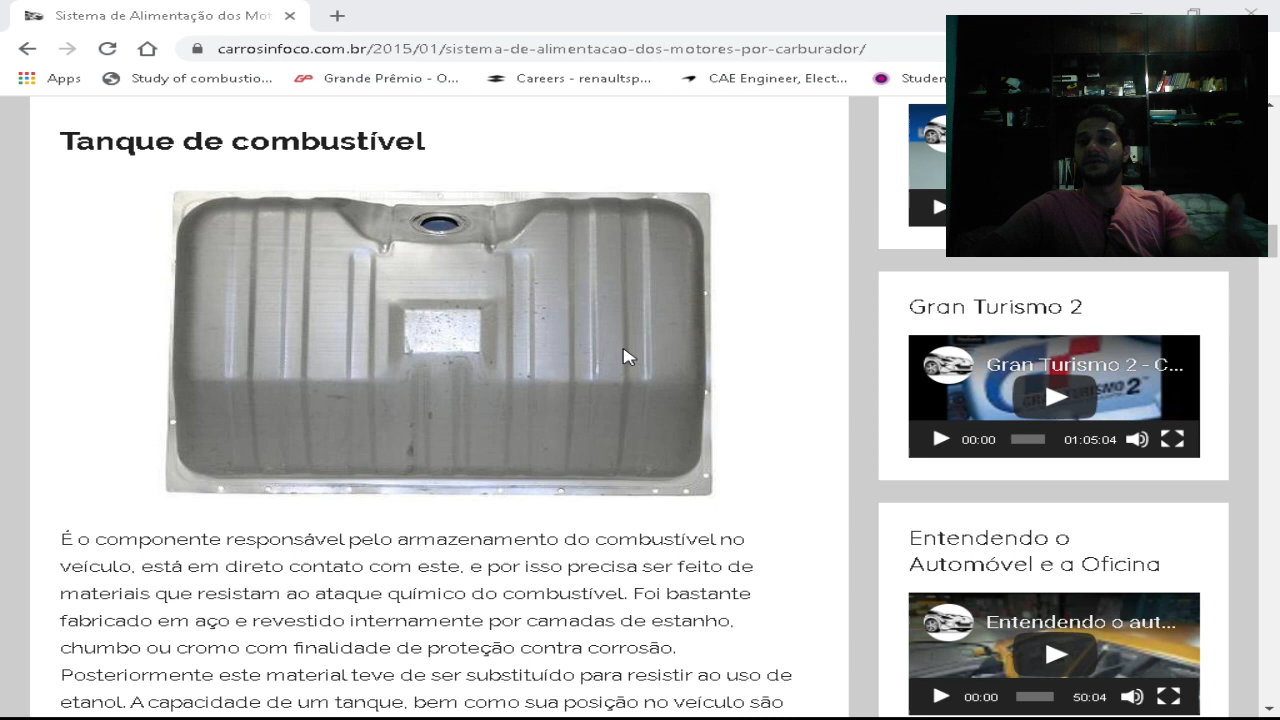 Sistema de Alimentação dos Mot
carrosinfoco.com.br/2015/01/sistema-de-alimentacao-dos-motores-por-carburador/
Apps
Study of combustio...
Grande Prêmio - O...
Careers - renaultsp...
CAE Engineer, Elect...
Studen
Tanque de combustível
É o componente responsável pelo armazenamento do combustível no
veículo, está em direto contato com este, e por isso precisa ser feito de
materiais que resistam ao ataque químico do combustível. Foi bastante
fabricado em aço e revestido internamente por camadas de estanho,
chumbo ou cromo com finalidade de proteção contra corrosão.
Posteriormente este material teve de ser substituído para resistir ao uso de
etanol. A capacidade de um tanque, bem como sua posição no veículo são
Gran Turismo 2
Gran Turismo 2 - C...
00:00
01:05:04
Entendendo o
Automóvel e a Oficina
Entendendo o aut...
00:00
50:04